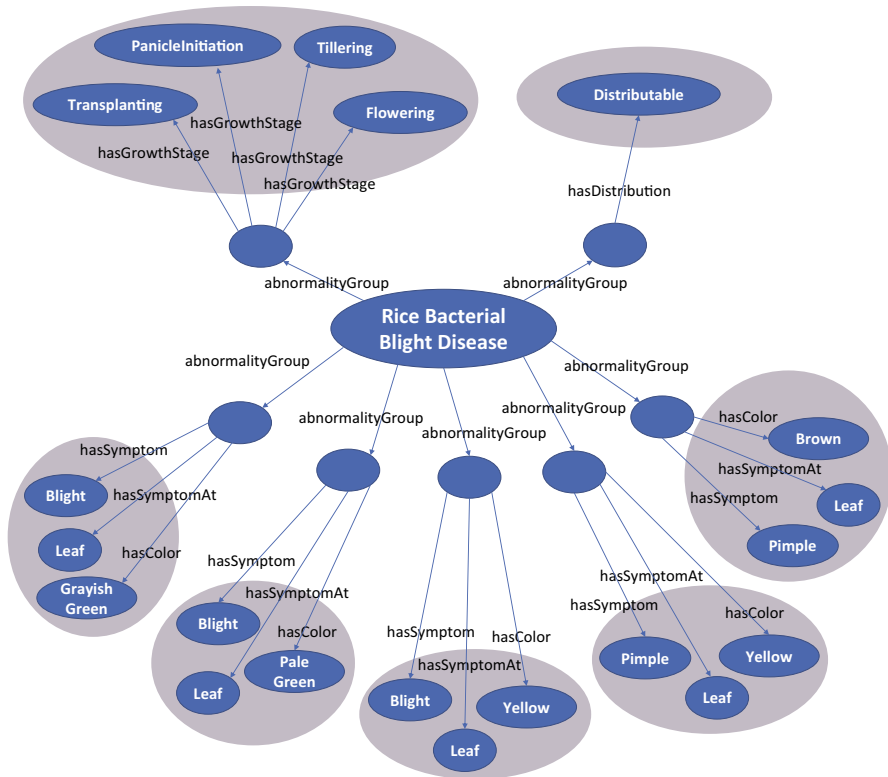 PanicleInitiation
Tillering
Transplanting
Flowering
Distributable
hasGrowthStage
hasGrowthStage
hasGrowthStage
hasGrowthStage
hasDistribution
abnormalityGroup
abnormalityGroup
Rice Bacterial
Blight Disease
abnormalityGroup
abnormalityGroup
abnormalityGroup
abnormalityGroup
abnormalityGroup
hasSymptom
hasSymptomAt
hasColor
Blight
Leaf
Grayish
Green
hasSymptom
hasSymptomAt
hasColor
Blight
Leaf
Pale
Green
hasSymptom
hasSymptomAt
hasColor
Blight
Leaf
Yellow
hasSymptomAt
hasSymptom
hasColor
Pimple
Leaf
Yellow
hasColor
hasSymptomAt
hasSymptom
Brown
Leaf
Pimple